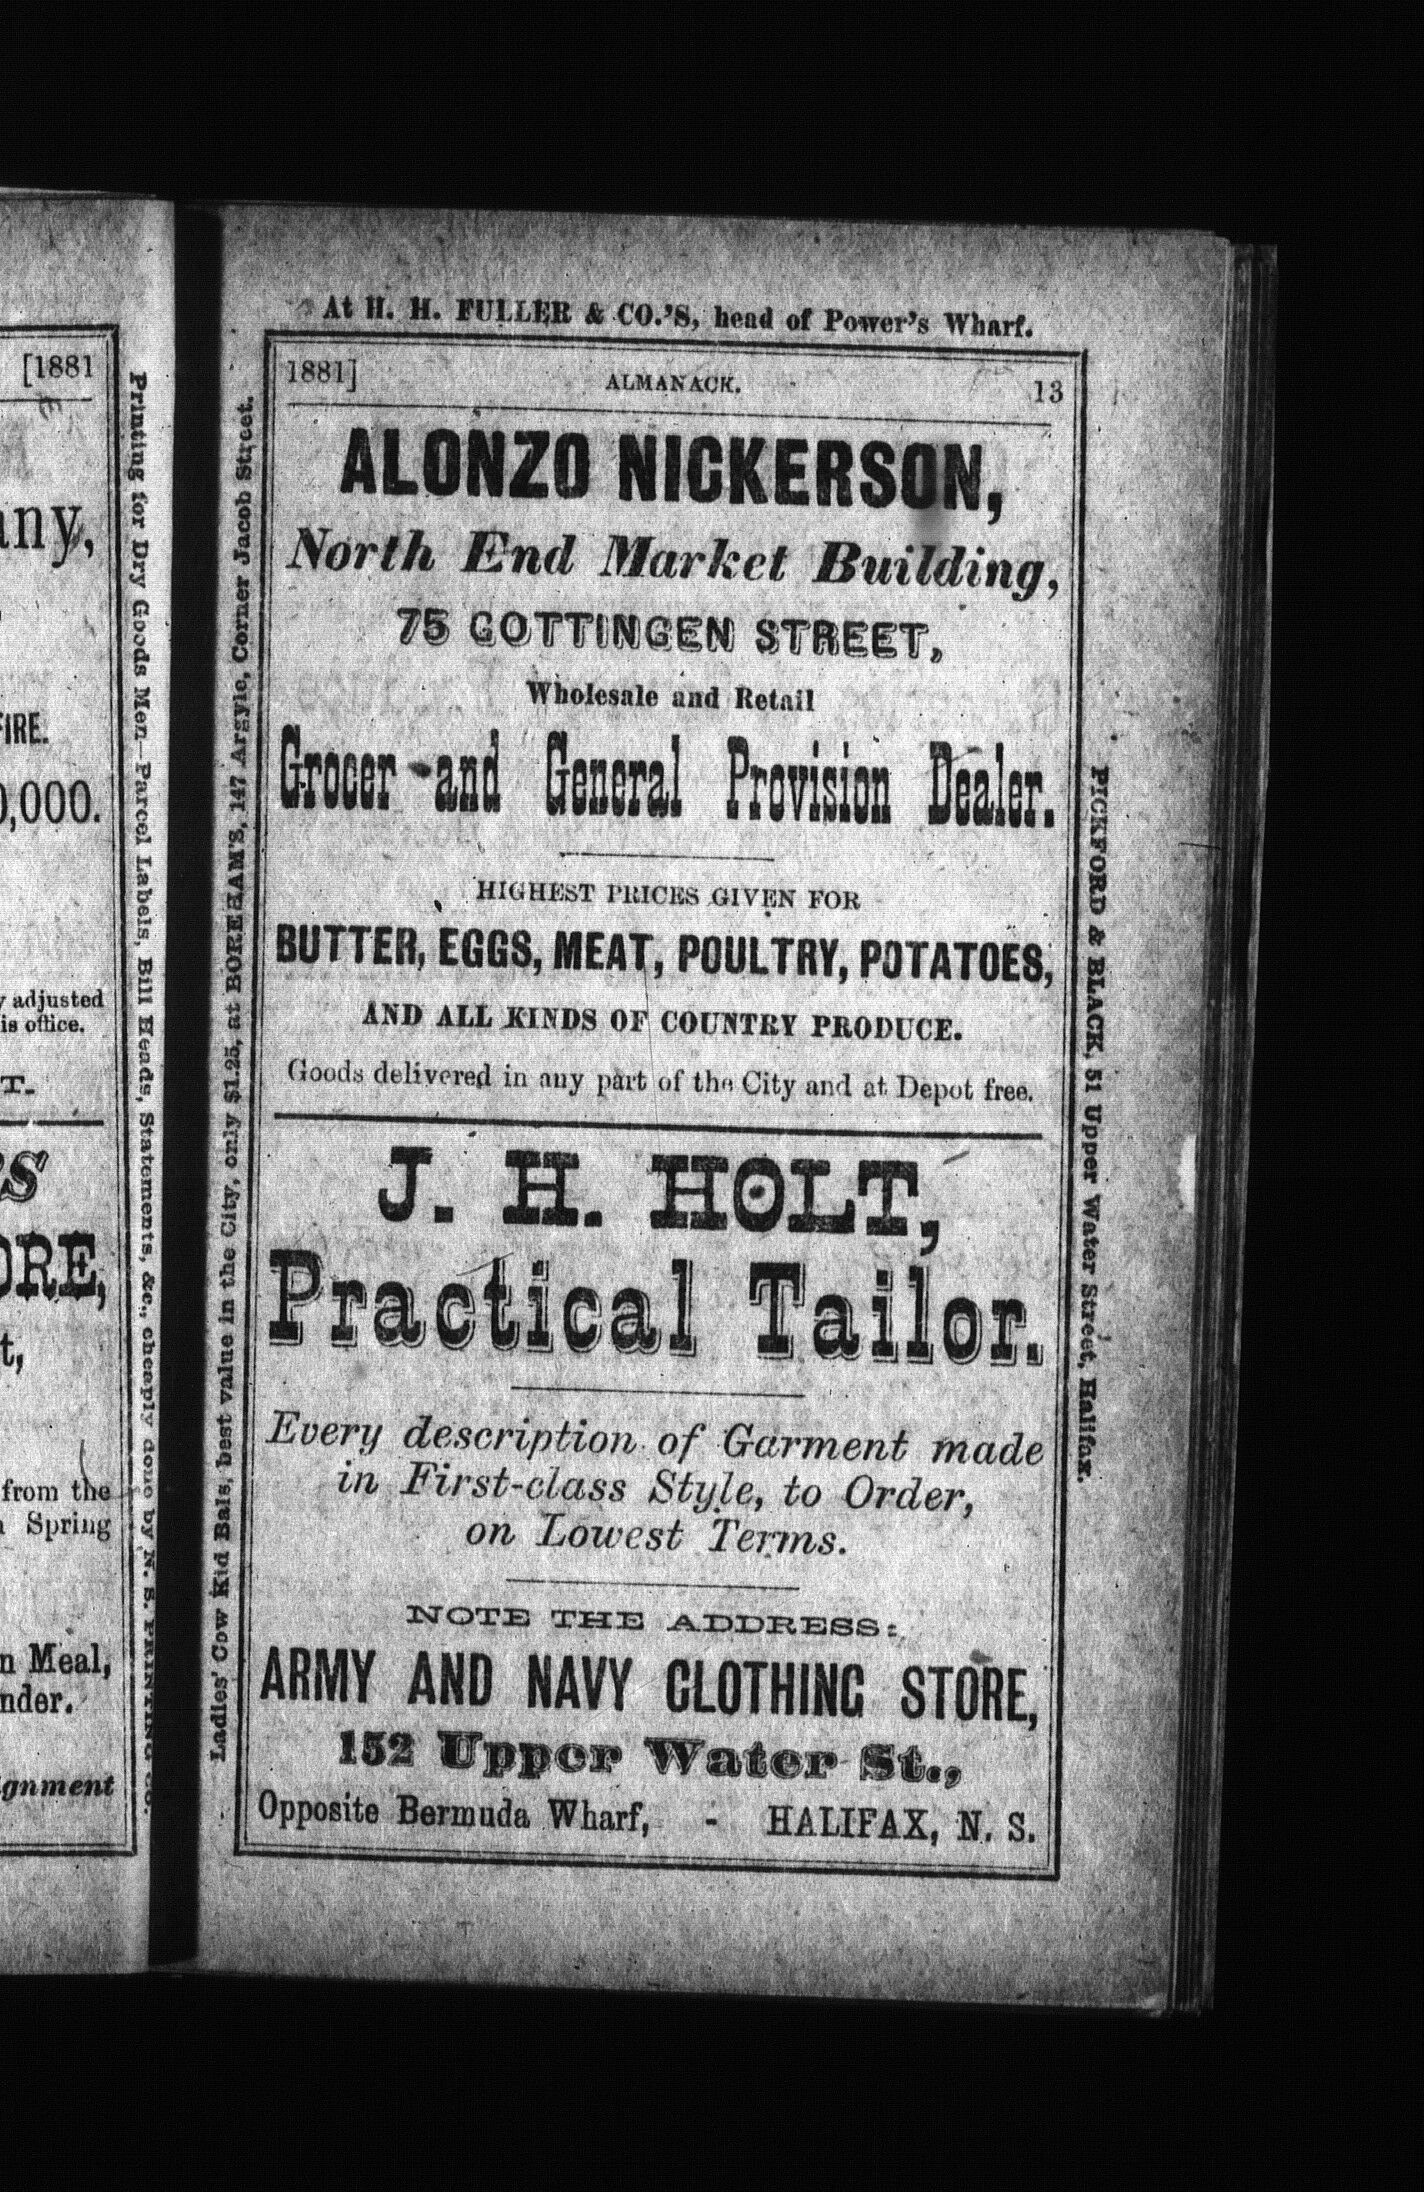 [1881
any,
FIRE.
0,000.
y adjusted
is office.
T.
S
ORE,
t,
from the
Spring
n Meal,
nder.
ignment
Printing for Dry Goods Men—Parcel Labels, Bill Heads, Statements, &c., cheaply done by N. S. PRINTING CO.
Ladies' Cow Kid Bals, best value in the City, only $1.25, at BOREHAM'S, 147 Argyle, Corner Jacob Street.
At H. H. FULLER & CO.'S, head of Power's Wharf.
1881] ALMANACK. 13
ALONZO NICKERSON,
North End Market Building,
75 GOTTINGEN STREET,
Wholesale and Retail
Grocer and General Provision Dealer.
HIGHEST PRICES GIVEN FOR
BUTTER, EGGS, MEAT, POULTRY, POTATOES,
AND ALL KINDS OF COUNTRY PRODUCE.
Goods delivered in any part of the City and at Depot free.
J. H. HOLT,
Practical Tailor.
Every description of Garment made
in First-class Style, to Order,
on Lowest Terms.
NOTE THE ADDRESS:
ARMY AND NAVY CLOTHING STORE,
152 Upper Water St.,
Opposite Bermuda Wharf, - HALIFAX, N. S.
PICKFORD & BLACK, 51 Upper Water Street, Halifax.